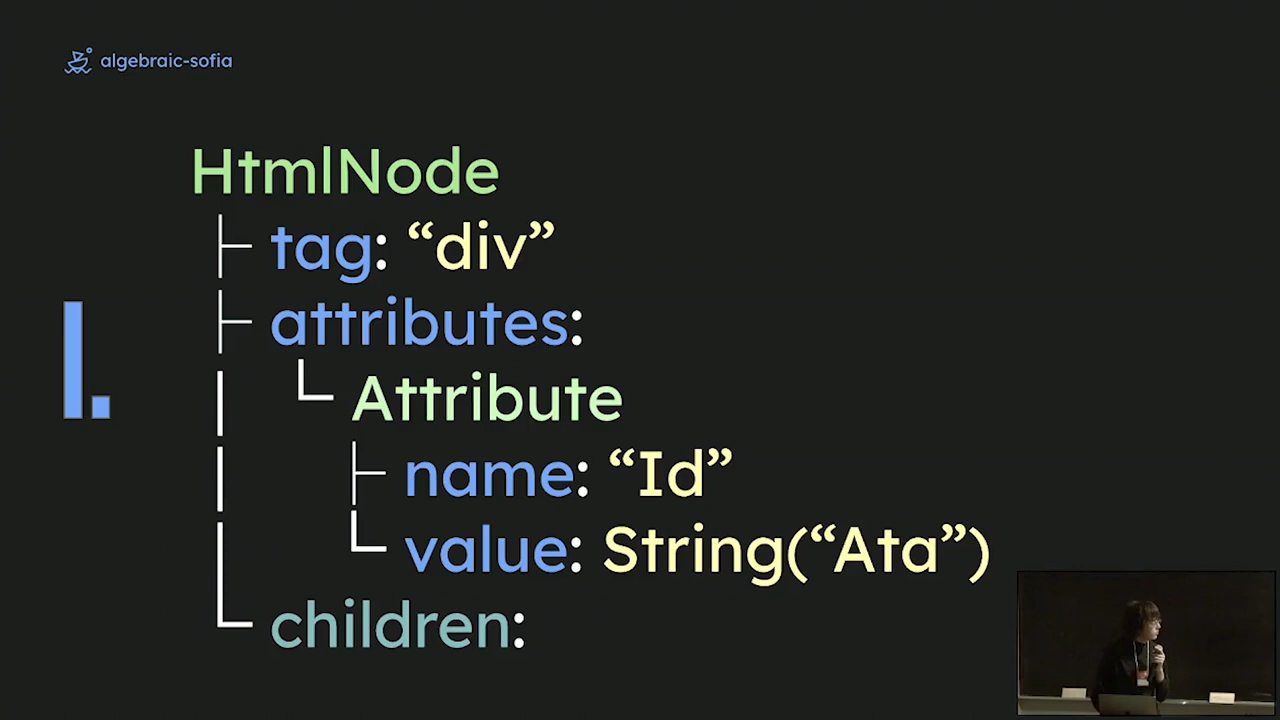 algebraic-sofia
HtmlNode
├ tag: “div”
├ attributes:
│ └ Attribute
│ ├ name: “Id”
│ └ value: String(“Ata”)
└ children:
I.